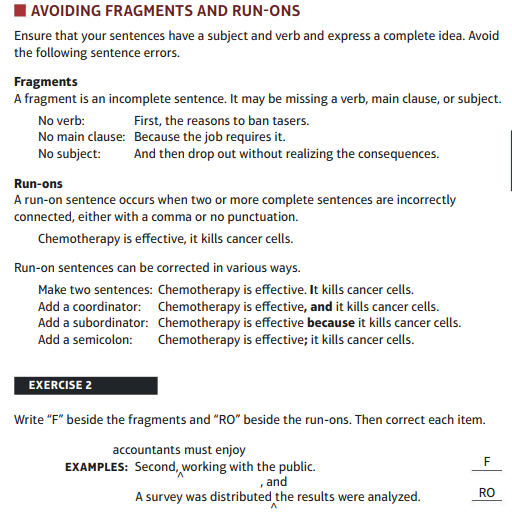 AVOIDING FRAGMENTS AND RUN-ONS
Ensure that your sentences have a subject and verb and express a complete idea. Avoid
the following sentence errors.
Fragments
A fragment is an incomplete sentence. It may be missing a verb, main clause, or subject.
No verb: First, the reasons to ban tasers.
No main clause: Because the job requires it.
No subject: And then drop out without realizing the consequences.
Run-ons
A run-on sentence occurs when two or more complete sentences are incorrectly
connected, either with a comma or no punctuation.
Chemotherapy is effective, it kills cancer cells.
Run-on sentences can be corrected in various ways.
Make two sentences: Chemotherapy is effective. It kills cancer cells.
Add a coordinator: Chemotherapy is effective, and it kills cancer cells.
Add a subordinator: Chemotherapy is effective because it kills cancer cells.
Add a semicolon: Chemotherapy is effective; it kills cancer cells.
EXERCISE 2
Write “F” beside the fragments and “RO” beside the run-ons. Then correct each item.
accountants must enjoy
EXAMPLES: Second, working with the public. F
^
, and
A survey was distributed the results were analyzed. RO
^